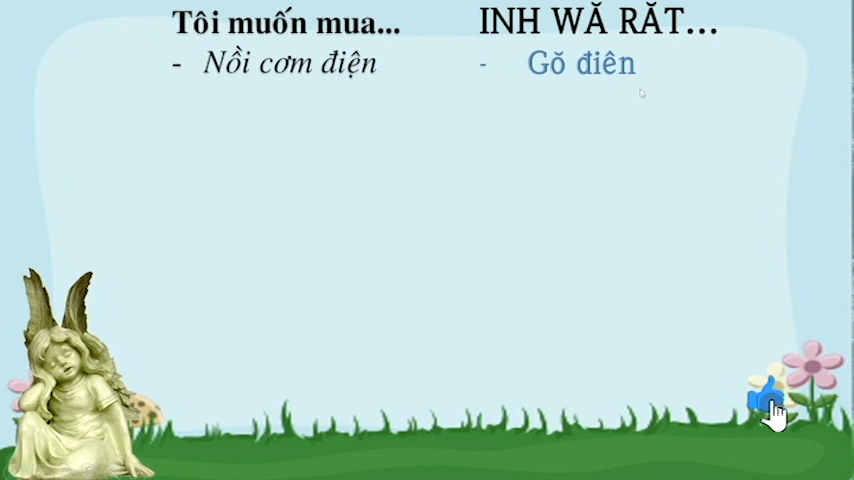 Tôi muốn mua... INH WĂ RĂT...
- Nồi cơm điện - Gŏ điên